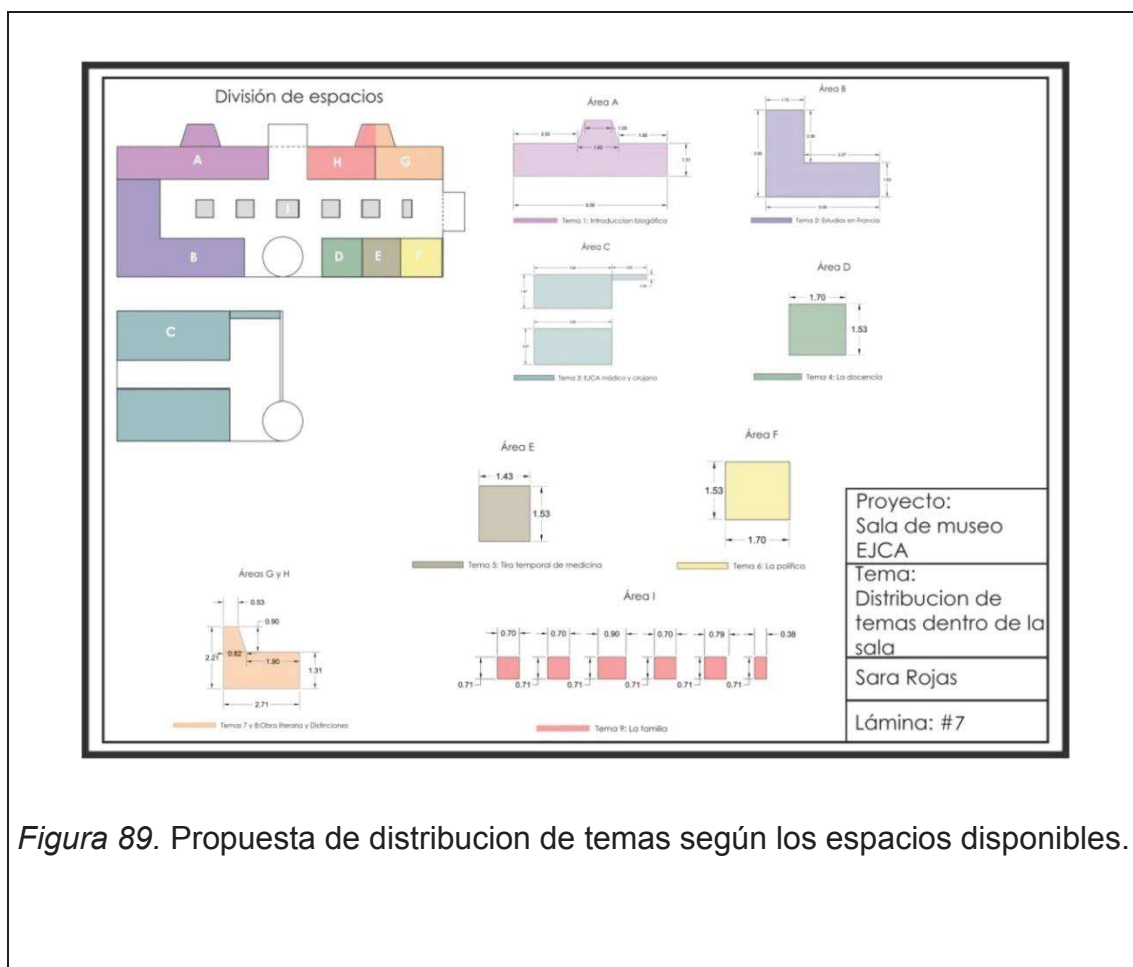 División de espacios
A
H
G
I
B
D
E
F
C
Área A
1.31
Tema 1: Introduccion biogáfica
Área B
Tema 2: Estudios en Francia
Área C
Tema 3: EJCA médico y cirujano
Área D
1.70
1.53
Tema 4: La docencia
Área E
1.43
1.53
Tema 5: Tira temporal de medicina
Área F
1.53
1.70
Tema 6: La política
Áreas G y H
0.53
0.90
2.21
0.82
1.90
1.31
2.71
Temas 7 y 8:Obra literaria y Distinciones
Área I
0.70 0.70 0.90 0.70 0.79 0.38
0.71 0.71 0.71 0.71 0.71 0.71
Tema 9: La familia
Proyecto:
Sala de museo
EJCA
Tema:
Distribucion de
temas dentro de la
sala
Sara Rojas
Lámina: #7
Figura 89. Propuesta de distribucion de temas según los espacios disponibles.